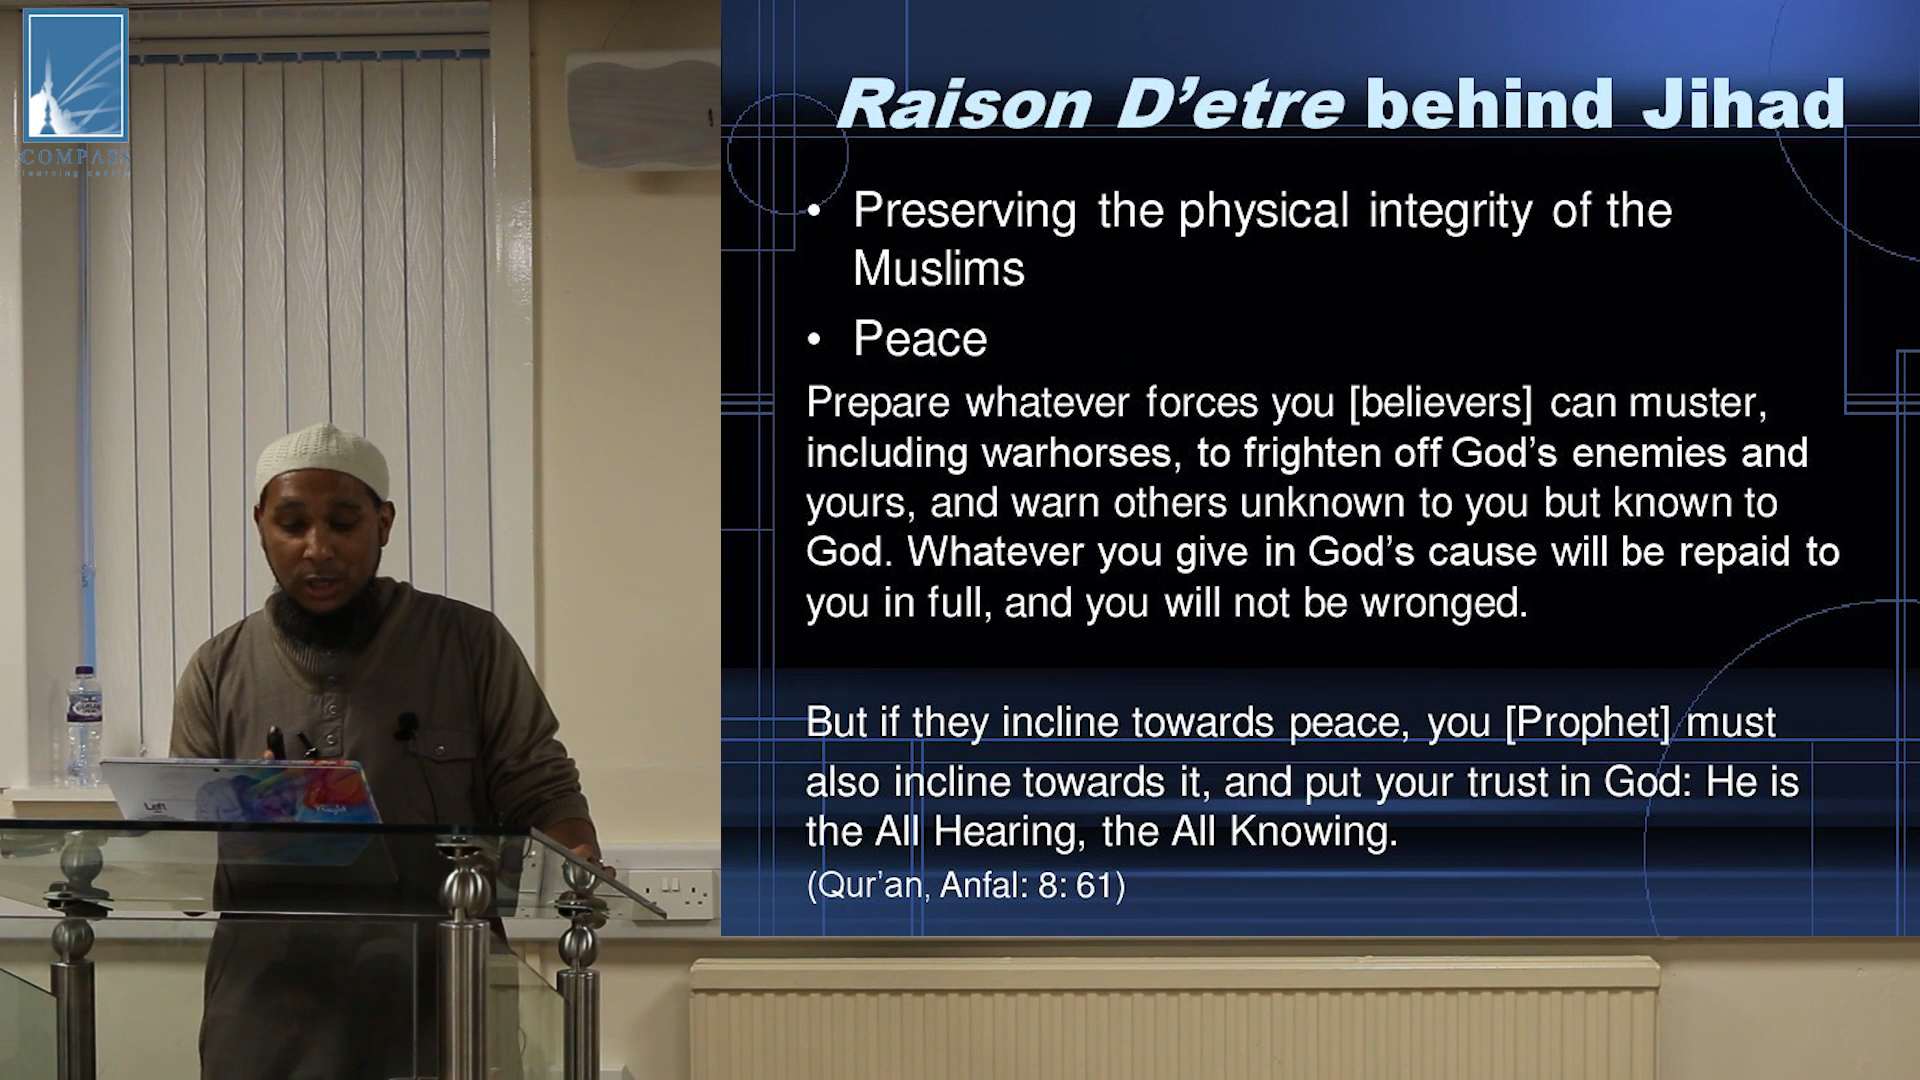 COMPASS
learning centre
Raison D’etre behind Jihad
• Preserving the physical integrity of the
Muslims
• Peace
Prepare whatever forces you [believers] can muster,
including warhorses, to frighten off God’s enemies and
yours, and warn others unknown to you but known to
God. Whatever you give in God’s cause will be repaid to
you in full, and you will not be wronged.
But if they incline towards peace, you [Prophet] must
also incline towards it, and put your trust in God: He is
the All Hearing, the All Knowing.
(Qur’an, Anfal: 8: 61)
Left